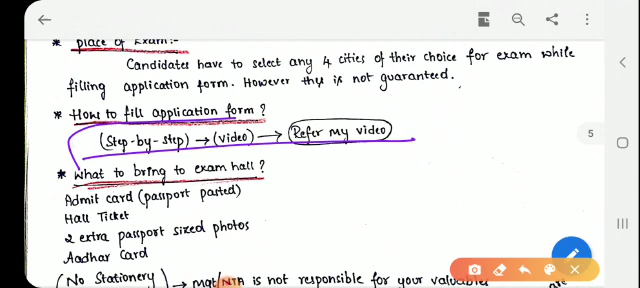 * place of Exam:-
Candidates have to select any 4 cities of their choice for exam while
filling application form. However this is not guaranteed.
* How to fill application form ?
(Step-by-step) → (video) → Refer my video
* What to bring to exam hall ?
Admit card (passport pasted)
Hall Ticket
2 extra passport sized photos
Aadhar Card
(No Stationery → mgt/NTA is not responsible for your valuables
are
5